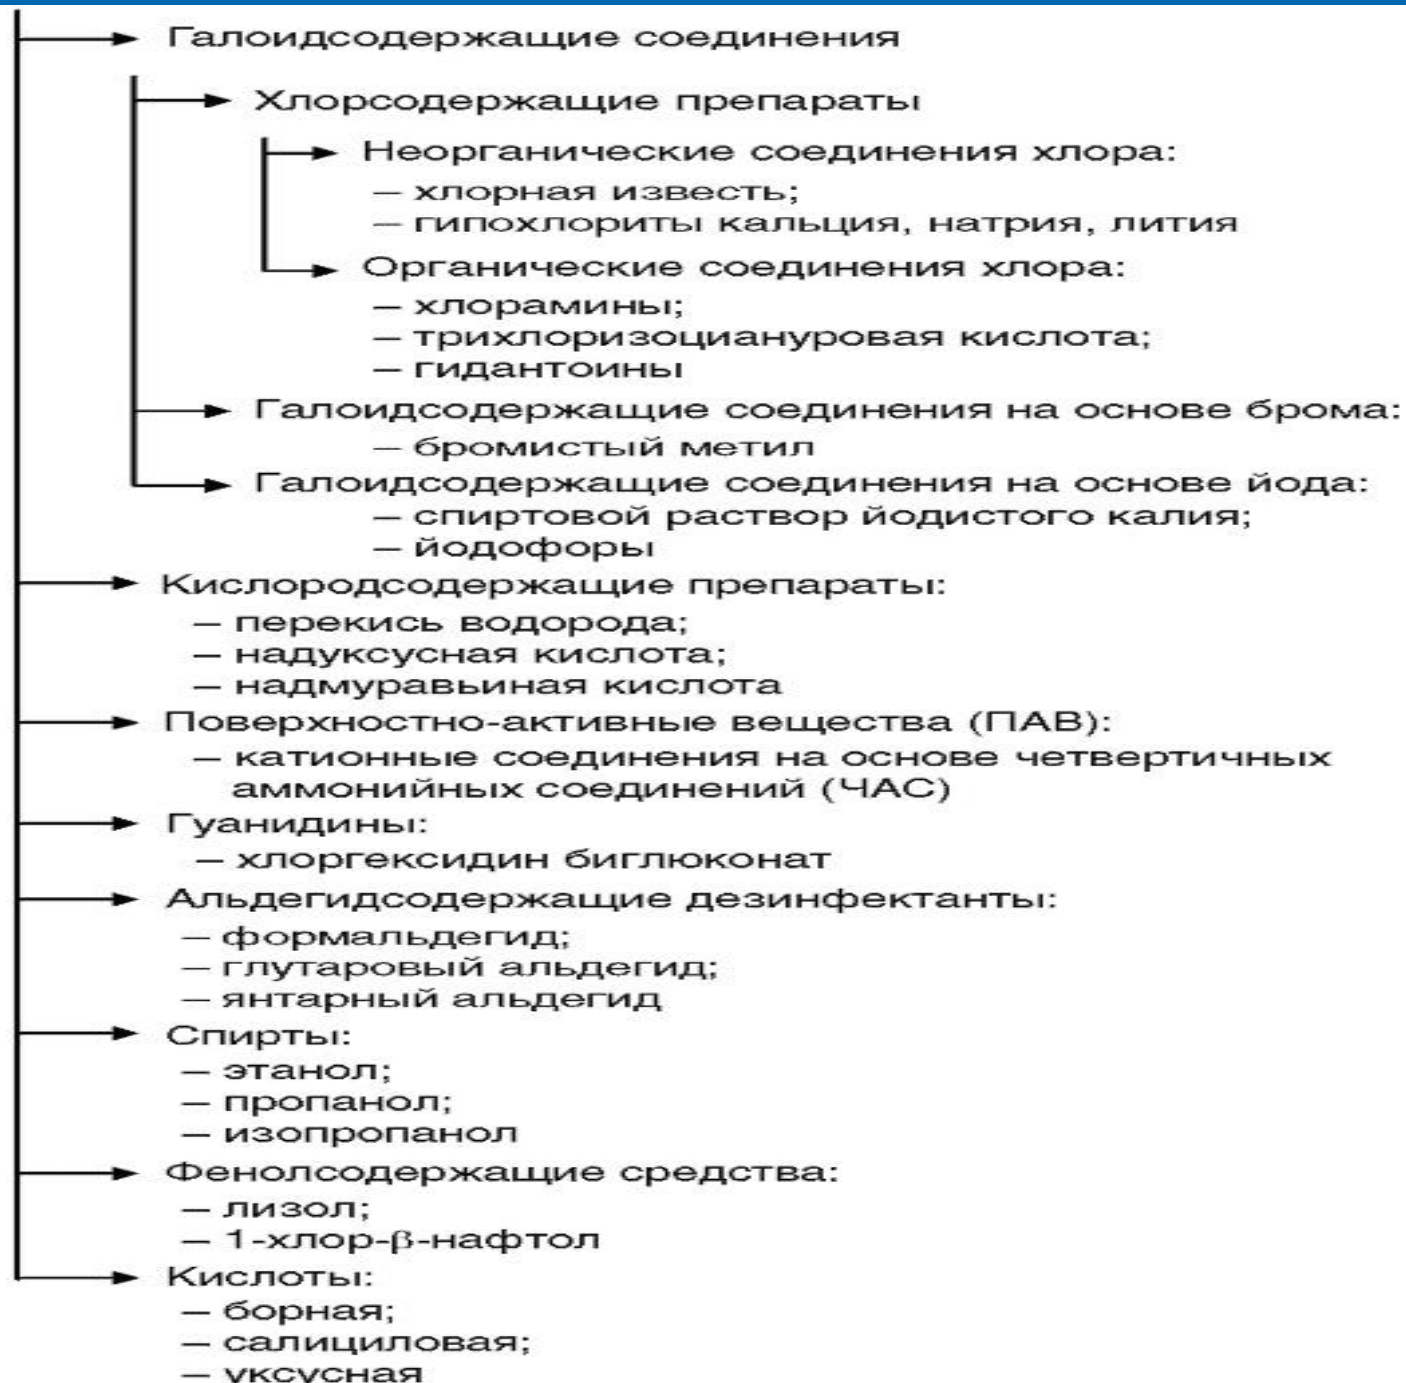 Галоидсодержащие соединения
Хлорсодержащие препараты
Неорганические соединения хлора:
– хлорная известь;
– гипохлориты кальция, натрия, лития
Органические соединения хлора:
– хлорамины;
– трихлоризоциануровая кислота;
– гидантоины
Галоидсодержащие соединения на основе брома:
– бромистый метил
Галоидсодержащие соединения на основе йода:
– спиртовой раствор йодистого калия;
– йодофоры
Кислородсодержащие препараты:
– перекись водорода;
– надуксусная кислота;
– надмуравьиная кислота
Поверхностно-активные вещества (ПАВ):
– катионные соединения на основе четвертичных
аммонийных соединений (ЧАС)
Гуанидины:
– хлоргексидин биглюконат
Альдегидсодержащие дезинфектанты:
– формальдегид;
– глутаровый альдегид;
– янтарный альдегид
Спирты:
– этанол;
– пропанол;
– изопропанол
Фенолсодержащие средства:
– лизол;
– 1-хлор-β-нафтол
Кислоты:
– борная;
– салициловая;
– уксусная